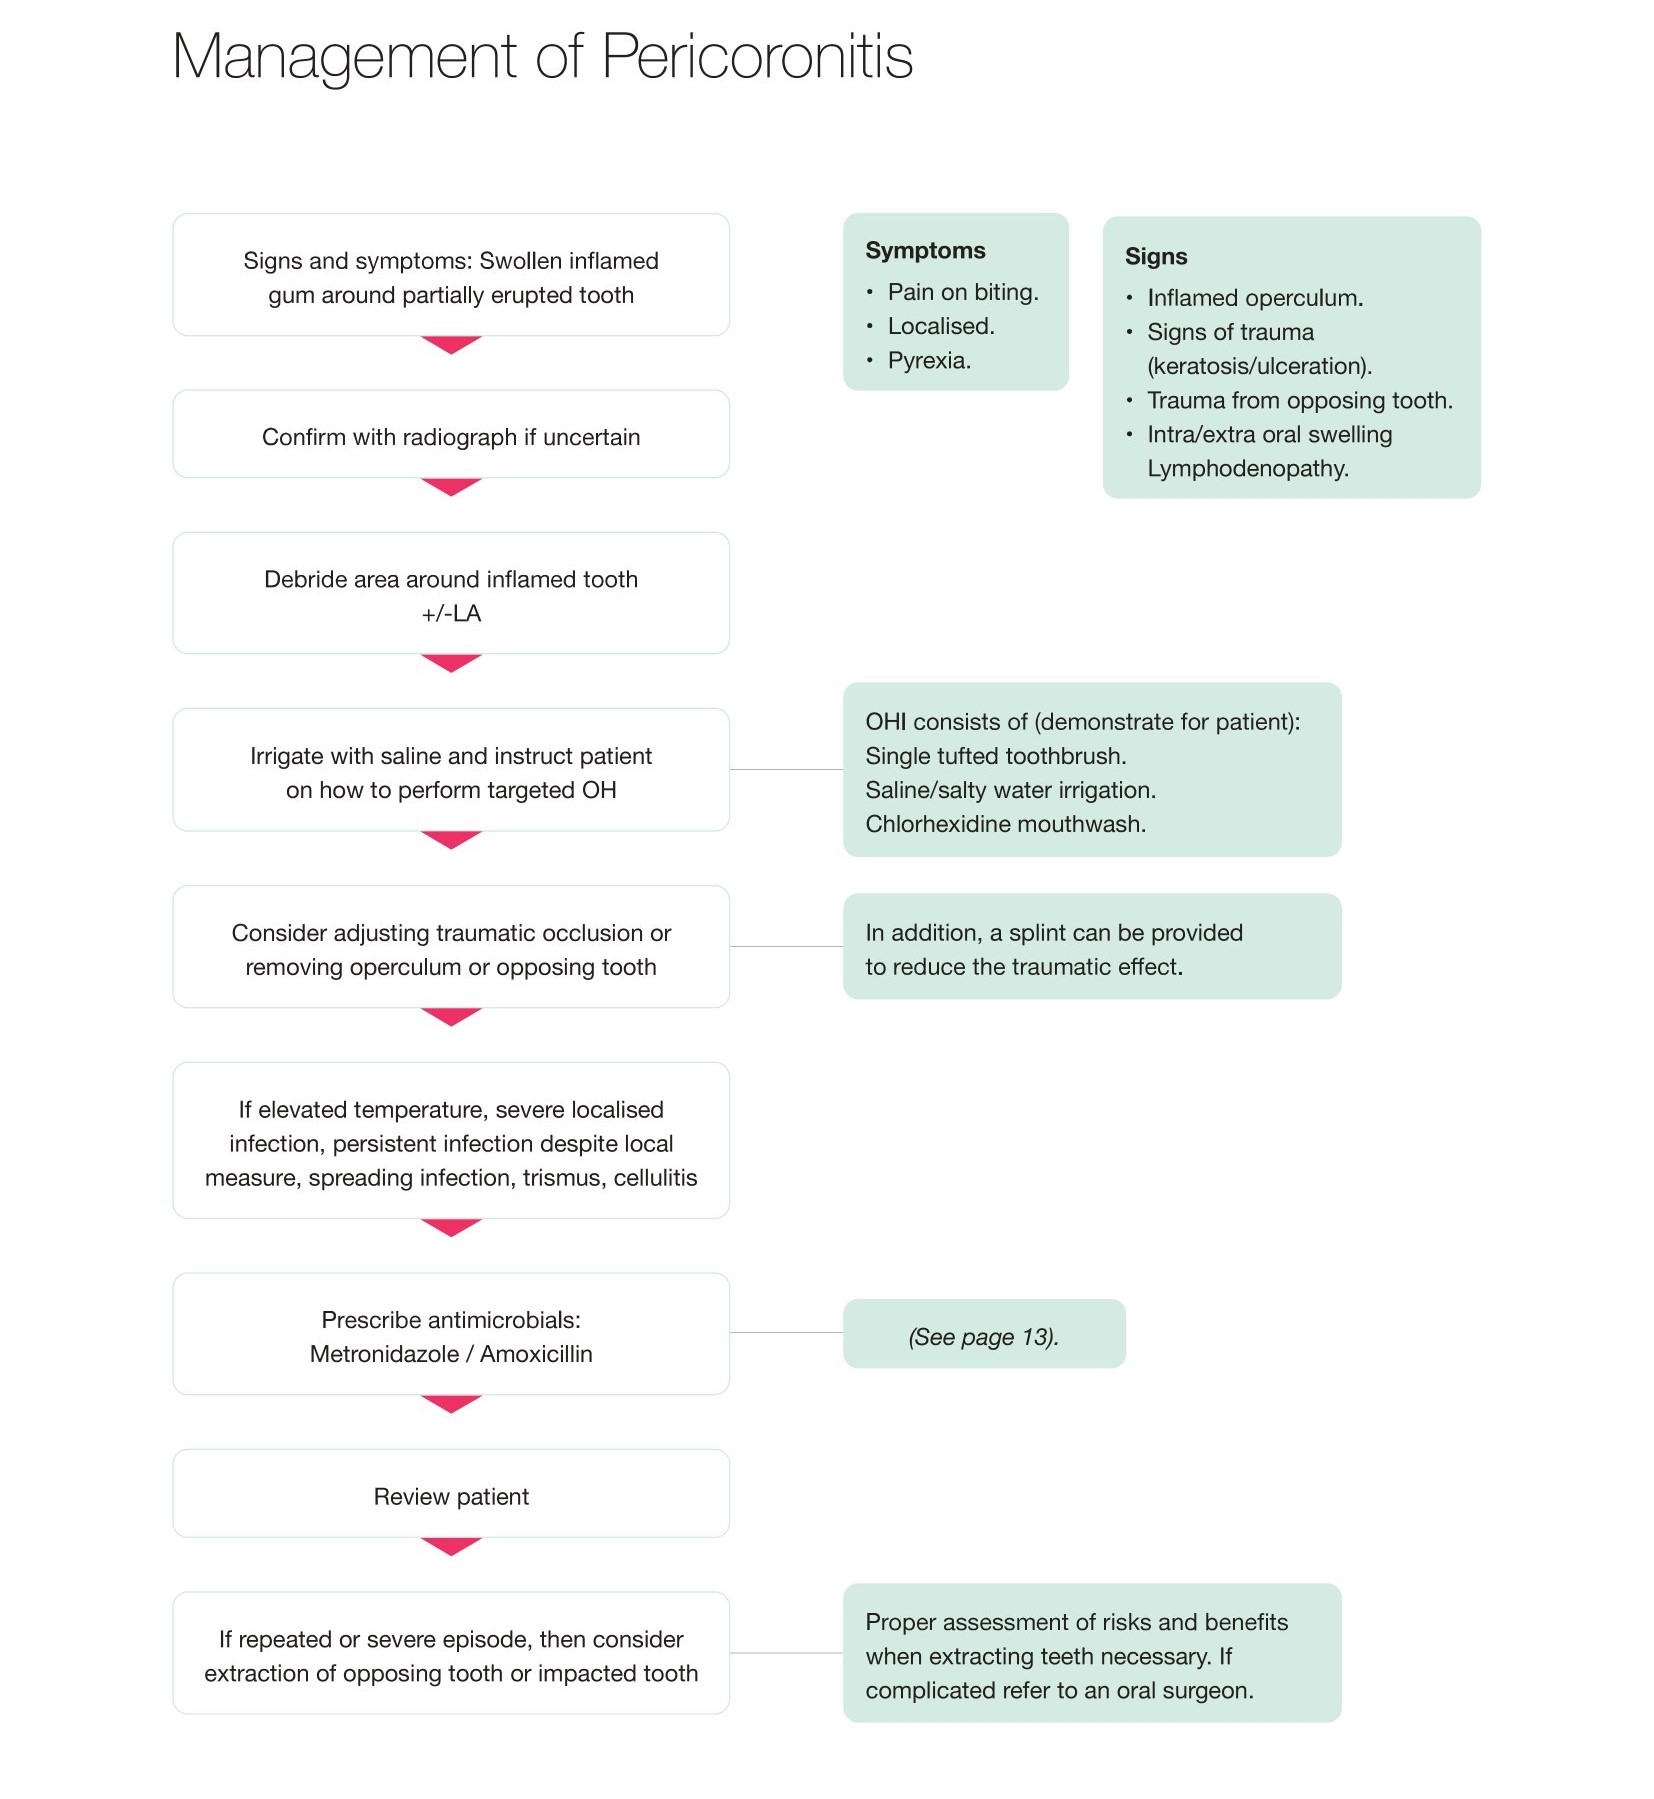 Management of Pericoronitis
Signs and symptoms: Swollen inflamed
gum around partially erupted tooth
Symptoms
• Pain on biting.
• Localised.
• Pyrexia.
Signs
• Inflamed operculum.
• Signs of trauma
(keratosis/ulceration).
• Trauma from opposing tooth.
• Intra/extra oral swelling
Lymphodenopathy.
Confirm with radiograph if uncertain
Debride area around inflamed tooth
+/-LA
Irrigate with saline and instruct patient
on how to perform targeted OH
OHI consists of (demonstrate for patient):
Single tufted toothbrush.
Saline/salty water irrigation.
Chlorhexidine mouthwash.
Consider adjusting traumatic occlusion or
removing operculum or opposing tooth
In addition, a splint can be provided
to reduce the traumatic effect.
If elevated temperature, severe localised
infection, persistent infection despite local
measure, spreading infection, trismus, cellulitis
Prescribe antimicrobials:
Metronidazole / Amoxicillin
(See page 13).
Review patient
If repeated or severe episode, then consider
extraction of opposing tooth or impacted tooth
Proper assessment of risks and benefits
when extracting teeth necessary. If
complicated refer to an oral surgeon.